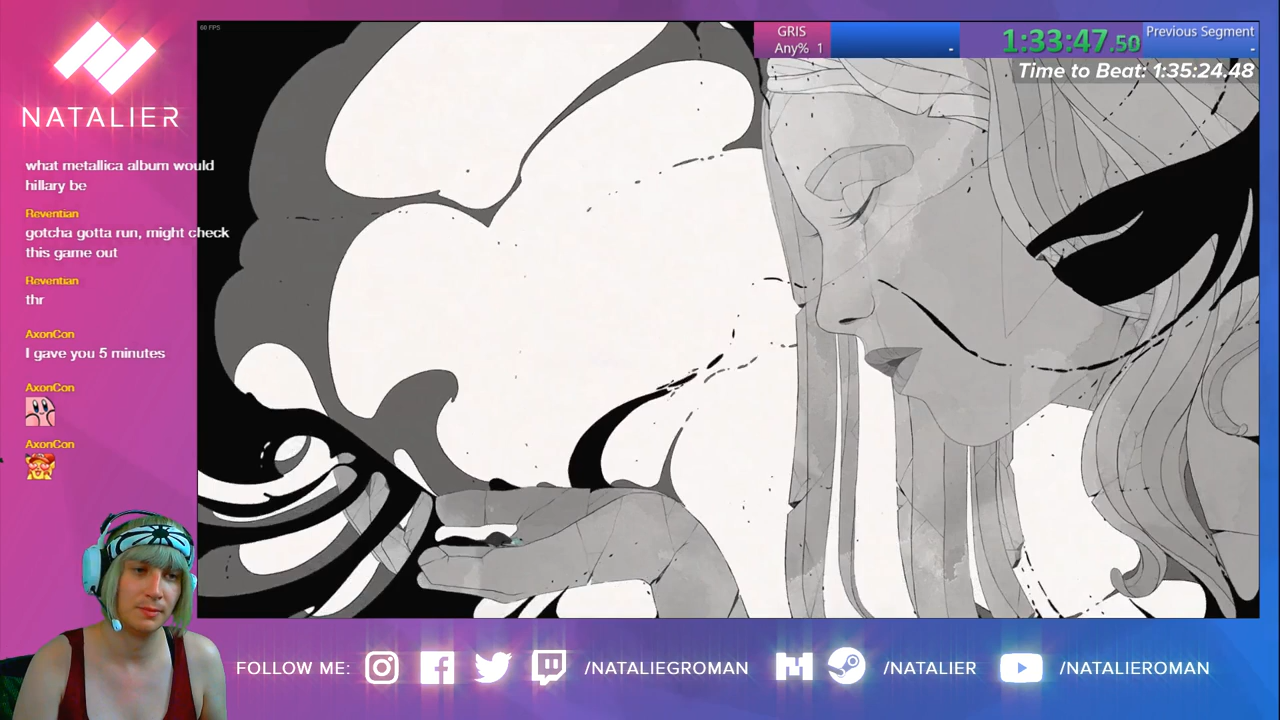 60 FPS
GRIS
Any% 1
-
1:33:47.50
Previous Segment
-
Time to Beat: 1:35:24.48
NATALIER
what metallica album would
hillary be
Reventian
gotcha gotta run, might check
this game out
Reventian
thr
AxonCon
I gave you 5 minutes
AxonCon
AxonCon
FOLLOW ME: /NATALIEGROMAN /NATALIER /NATALIEROMAN